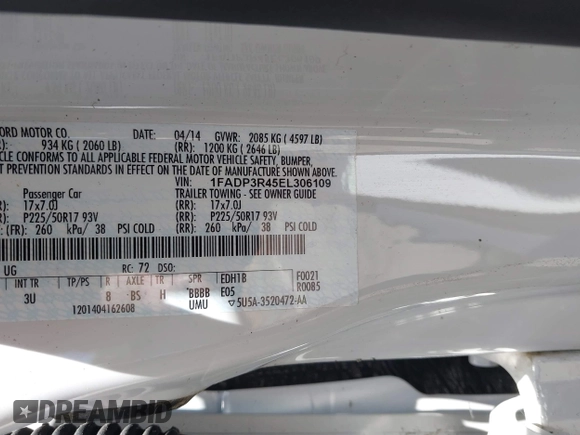 ORD MOTOR CO. DATE: 04/14 GVWR: 2085 KG ( 4597 LB)
R): 934 KG ( 2060 LB) (RR): 1200 KG ( 2646 LB)
CLE CONFORMS TO ALL APPLICABLE FEDERAL MOTOR VEHICLE SAFETY, BUMPER,
T PREVENTION STANDARDS IN EFFECT ON THE DATE OF MANUFACTURE SHOWN ABOVE.
VIN: 1FADP3R45EL306109
Passenger Car TRAILER TOWING - SEE OWNER GUIDE
17x7.0J (RR): 17x7.0J
P225/50R17 93V (RR): P225/50R17 93V
(FR): 260 kPa/ 38 PSI COLD (RR): 260 kPa/ 38 PSI COLD
UG RC: 72 DSO:
INT TR TP/PS R AXLE TR SPR EDH1B F0021
3U 8 BS H BBBB E05 R0085
UMU 5U5A-3520472-AA
1201404162608
DREAMBID